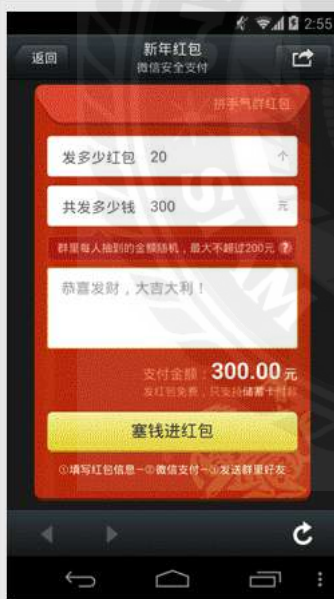 2:55
返回
新年红包
微信安全支付
拼手气群红包
发多少红包 20 个
共发多少钱 300 元
群里每人抽到的金额随机，最大不超过200元 ?
恭喜发财，大吉大利！
支付金额：300.00元
发红包免费，只支持储蓄卡付款
塞钱进红包
①填写红包信息-②微信支付-③发送群里好友